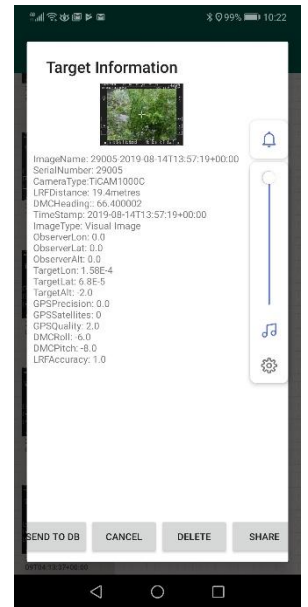 99% 10:22
Target Information
ImageName: 29005 2019-08-14T13:57:19+00:00
SerialNumber: 29005
CameraType:TiCAM1000C
LRFDistance: 19.4metres
DMCHeading:: 66.400002
TimeStamp: 2019-08-14T13:57:19+00:00
ImageType: Visual Image
ObserverLon: 0.0
ObserverLat: 0.0
ObserverAlt: 0.0
TargetLon: 1.58E-4
TargetLat: 6.8E-5
TargetAlt: -2.0
GPSPrecision: 0.0
GPSSatellites: 0
GPSQuality: 2.0
DMCRoll: -6.0
DMCPitch: -8.0
LRFAccuracy: 1.0
SEND TO DB CANCEL DELETE SHARE